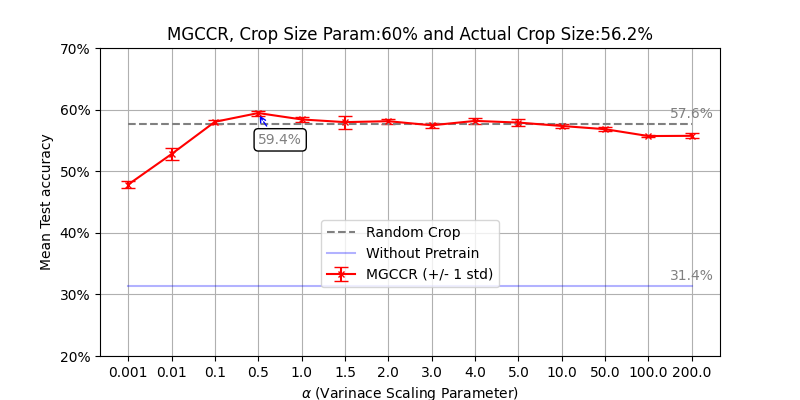 MGCCR, Crop Size Param:60% and Actual Crop Size:56.2%
70%
60%
50%
40%
30%
20%
Mean Test accuracy
57.6%
59.4%
Random Crop
Without Pretrain
MGCCR (+/- 1 std)
31.4%
0.001 0.01 0.1 0.5 1.0 1.5 2.0 3.0 4.0 5.0 10.0 50.0 100.0 200.0
α (Varinace Scaling Parameter)